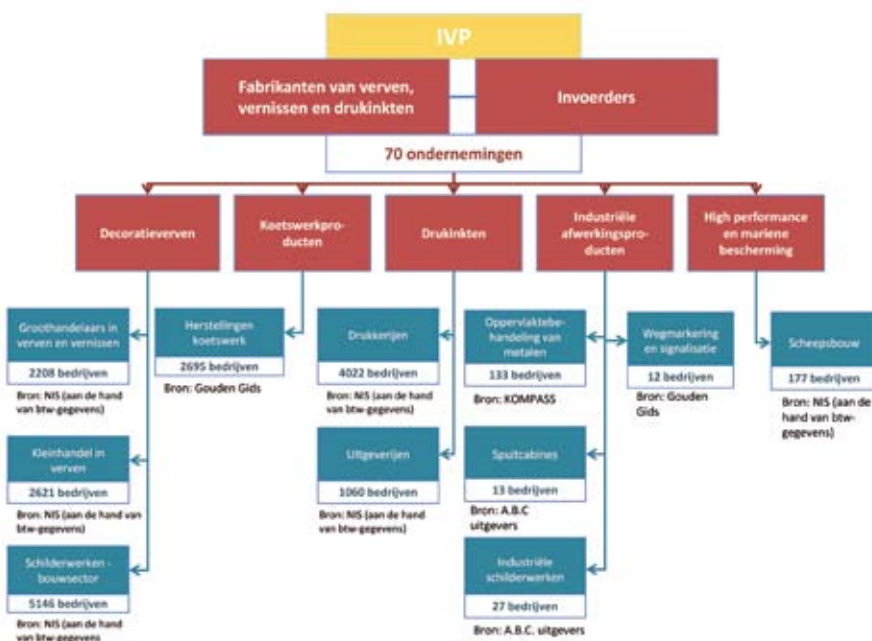 IVP
Fabrikanten van verven,
vernissen en drukinkten
Invoerders
70 ondernemingen
Decoratieverven
Koetswerkpro-
ducten
Drukinkten
Industriële
afwerkingspro-
ducten
High performance
en mariene
bescherming
Groothandelaars in
verven en vernissen
2208 bedrijven
Bron: NIS (aan de hand
van btw-gegevens)
Kleinhandel in
verven
2621 bedrijven
Bron: NIS (aan de hand van
btw-gegevens)
Schilderwerken -
bouwsector
5146 bedrijven
Bron: NIS (aan de hand
van btw-gegevens
Herstellingen
koetswerk
2695 bedrijven
Bron: Gouden Gids
Drukkerijen
4022 bedrijven
Bron: NIS (aan de hand
van btw-gegevens)
Uitgeverijen
1060 bedrijven
Bron: NIS (aan de hand
van btw-gegevens)
Oppervlaktebe-
handeling van
metalen
133 bedrijven
Bron: KOMPASS
Spuitcabines
13 bedrijven
Bron: A.B.C
uitgevers
Industriële
schilderwerken
27 bedrijven
Bron: A.B.C. uitgevers
Wegmarkering
en signalisatie
12 bedrijven
Bron: Gouden
Gids
Scheepsbouw
177 bedrijven
Bron: NIS (aan de
hand van btw-
gegevens)